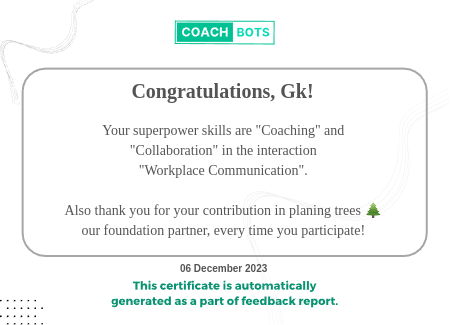 COACH BOTS
Congratulations, Gk!
Your superpower skills are "Coaching" and
"Collaboration" in the interaction
"Workplace Communication".
Also thank you for your contribution in planing trees 🌲
our foundation partner, every time you participate!
06 December 2023
This certificate is automatically
generated as a part of feedback report.